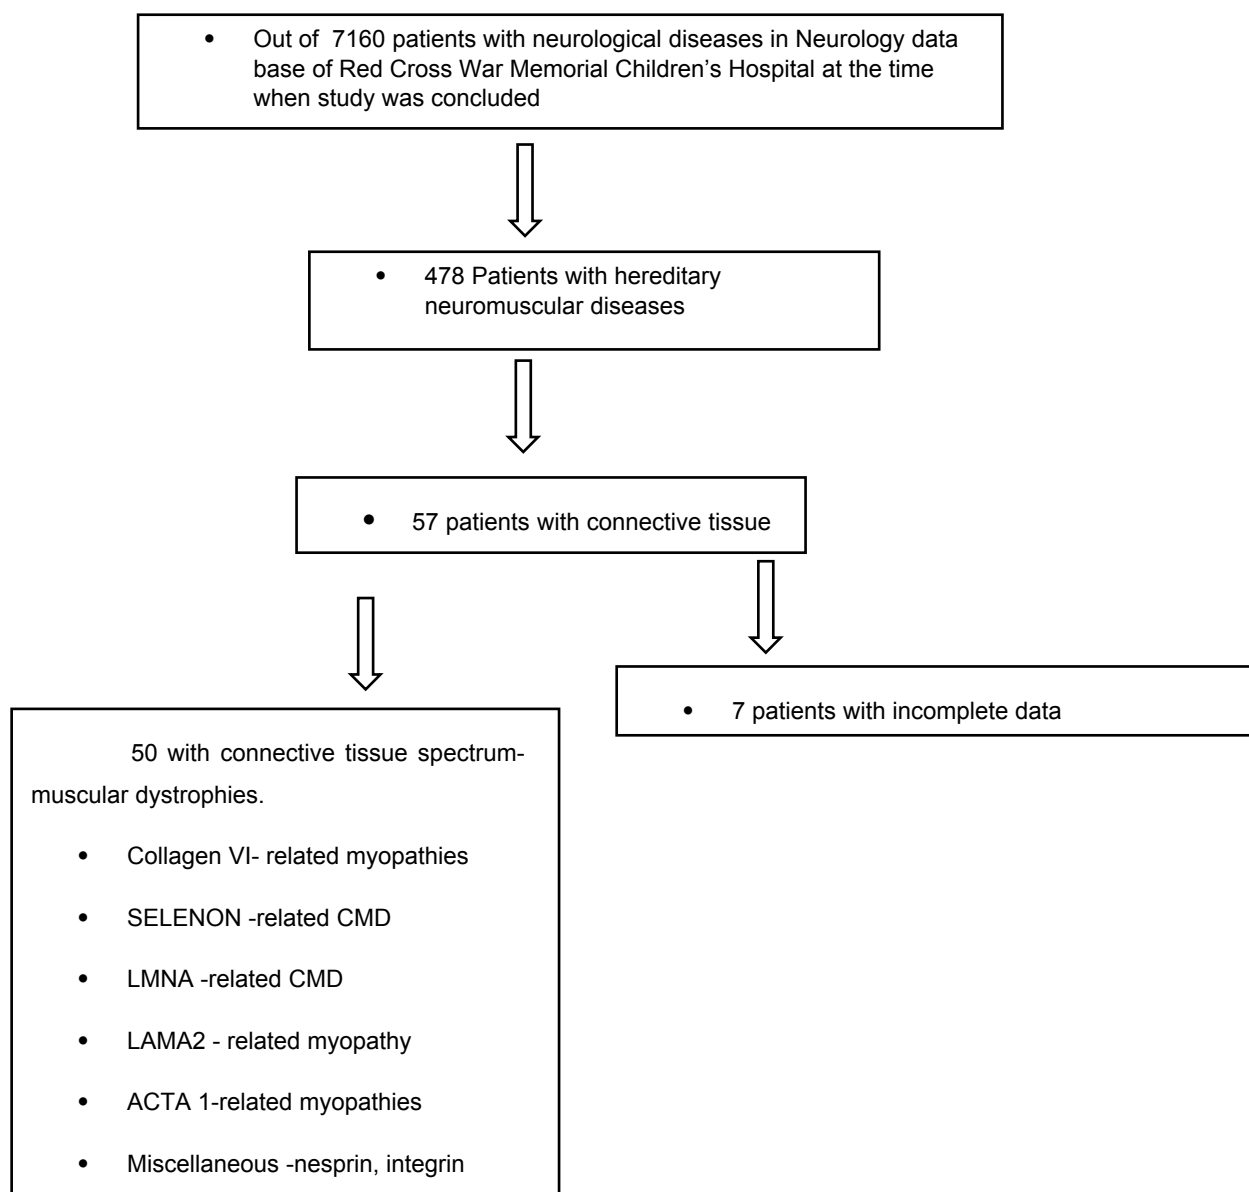 • Out of 7160 patients with neurological diseases in Neurology data
base of Red Cross War Memorial Children’s Hospital at the time
when study was concluded
• 478 Patients with hereditary
neuromuscular diseases
• 57 patients with connective tissue
• 7 patients with incomplete data
50 with connective tissue spectrum-
muscular dystrophies.
• Collagen VI- related myopathies
• SELENON -related CMD
• LMNA -related CMD
• LAMA2 - related myopathy
• ACTA 1-related myopathies
• Miscellaneous -nesprin, integrin